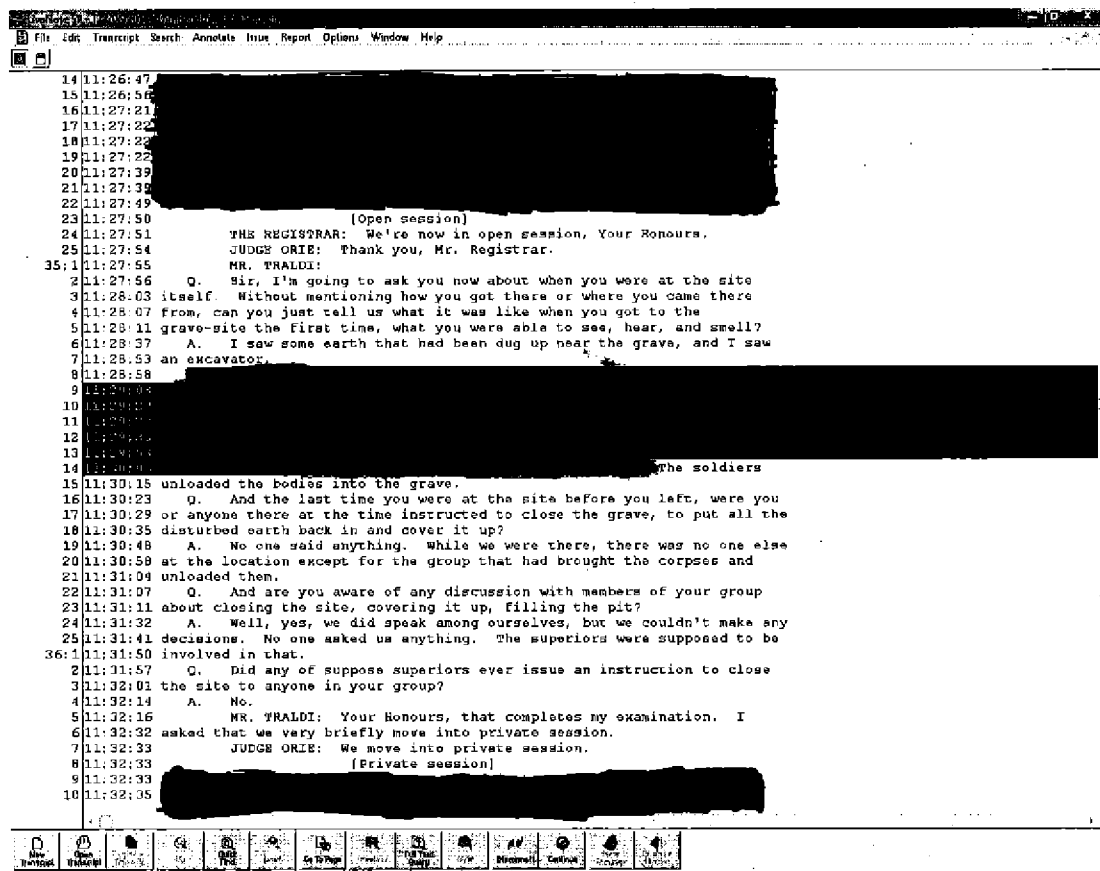 File Edit Transcript Search Annotate Issue Report Options Window Help
14 11:26:47
15 11:26:56
16 11:27:21
17 11:27:22
18 11:27:22
19 11:27:22
20 11:27:39
21 11:27:39
22 11:27:49
23 11:27:50 [Open session]
24 11:27:51 THE REGISTRAR: We're now in open session, Your Honours.
25 11:27:54 JUDGE ORIE: Thank you, Mr. Registrar.
35:1 11:27:55 MR. TRALDI:
2 11:27:56 Q. Sir, I'm going to ask you now about when you were at the site
3 11:28:03 itself. Without mentioning how you got there or where you came there
4 11:28:07 from, can you just tell us what it was like when you got to the
5 11:28:11 grave-site the first time, what you were able to see, hear, and smell?
6 11:28:37 A. I saw some earth that had been dug up near the grave, and I saw
7 11:28:53 an excavator.
8 11:28:58
9
10
11
12
13
14 The soldiers
15 11:30:15 unloaded the bodies into the grave.
16 11:30:23 Q. And the last time you were at the site before you left, were you
17 11:30:29 or anyone there at the time instructed to close the grave, to put all the
18 11:30:35 disturbed earth back in and cover it up?
19 11:30:48 A. No one said anything. While we were there, there was no one else
20 11:30:58 at the location except for the group that had brought the corpses and
21 11:31:04 unloaded them.
22 11:31:07 Q. And are you aware of any discussion with members of your group
23 11:31:11 about closing the site, covering it up, filling the pit?
24 11:31:32 A. Well, yes, we did speak among ourselves, but we couldn't make any
25 11:31:41 decisions. No one asked us anything. The superiors were supposed to be
36:1 11:31:50 involved in that.
2 11:31:57 Q. Did any of suppose superiors ever issue an instruction to close
3 11:32:01 the site to anyone in your group?
4 11:32:14 A. No.
5 11:32:16 MR. TRALDI: Your Honours, that completes my examination. I
6 11:32:32 asked that we very briefly move into private session.
7 11:32:33 JUDGE ORIE: We move into private session.
8 11:32:33 [Private session]
9 11:32:33
10 11:32:35
New Transcript Open Transcript Quick Find Go To Page Full Text Query Disconnect Continue